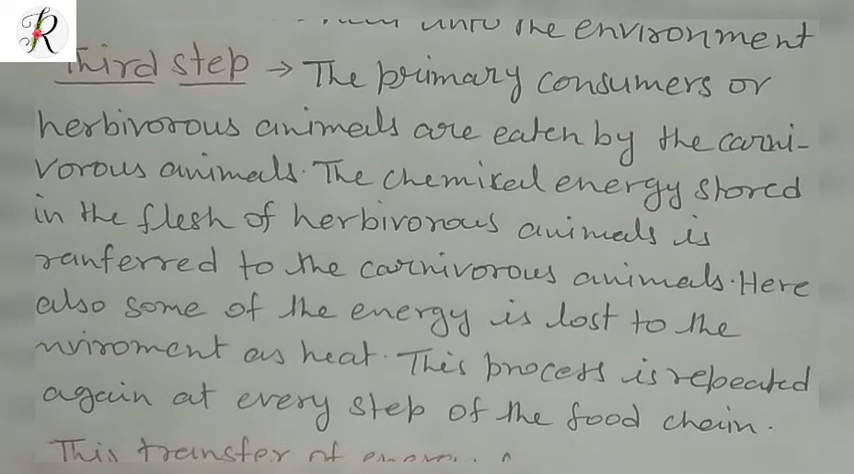 R
unto the environment
Third step → The primary consumers or
herbivorous animals are eaten by the carni-
vorous animals. The chemical energy stored
in the flesh of herbivorous animals is
ranferred to the carnivorous animals. Here
also some of the energy is lost to the
nviroment as heat. This process is repeated
again at every step of the food chain.
This transfer of